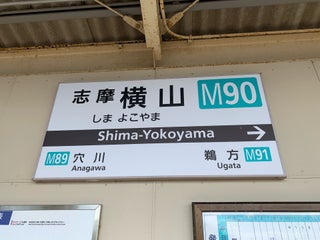 志摩横山 M90
しま よこやま
Shima-Yokoyama →
M89 穴川 鵜方 M91
Anagawa Ugata